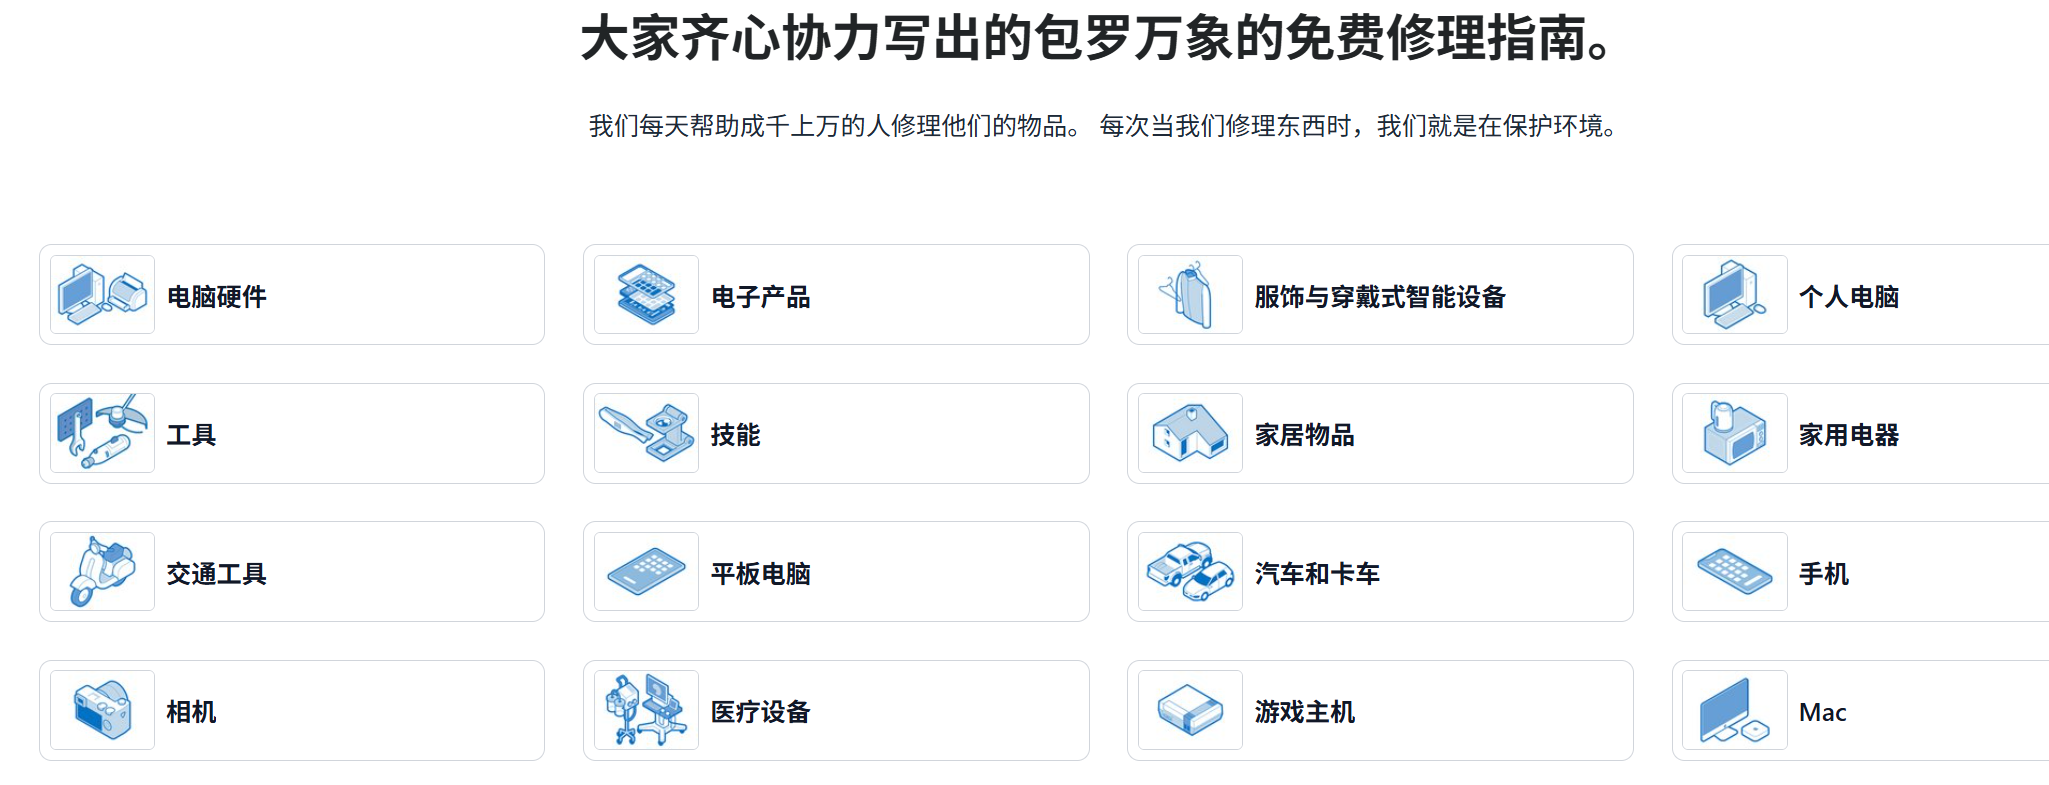 大家齐心协力写出的包罗万象的免费修理指南。
我们每天帮助成千上万的人修理他们的物品。 每次当我们修理东西时，我们就是在保护环境。
电脑硬件
电子产品
服饰与穿戴式智能设备
个人电脑
工具
技能
家居物品
家用电器
交通工具
平板电脑
汽车和卡车
手机
相机
医疗设备
游戏主机
Mac